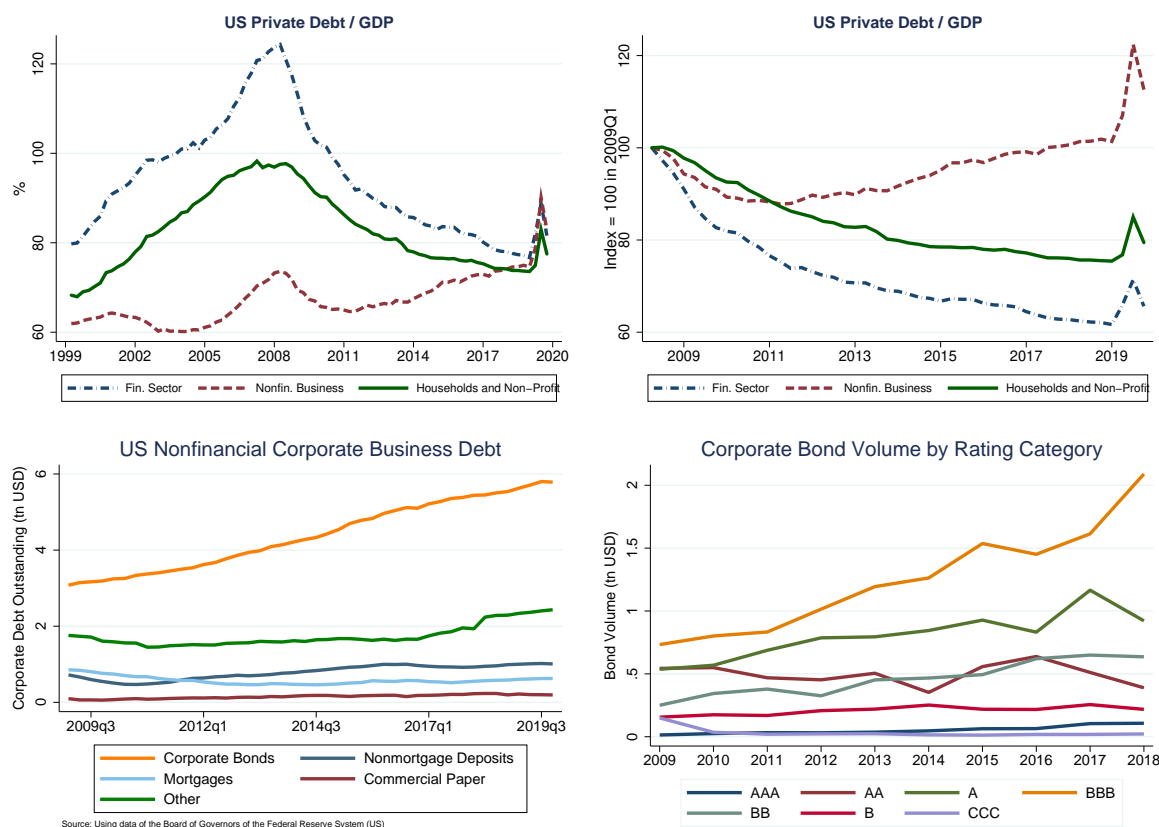 US Private Debt / GDP
%
120
100
80
60
1999 2002 2005 2008 2011 2014 2017 2020
Fin. Sector Nonfin. Business Households and Non−Profit
US Private Debt / GDP
Index = 100 in 2009Q1
120
100
80
60
2009 2011 2013 2015 2017 2019
Fin. Sector Nonfin. Business Households and Non−Profit
US Nonfinancial Corporate Business Debt
Corporate Debt Outstanding (tn USD)
6
4
2
0
2009q3 2012q1 2014q3 2017q1 2019q3
Corporate Bonds Nonmortgage Deposits
Mortgages Commercial Paper
Other
Source: Using data of the Board of Governors of the Federal Reserve System (US)
Corporate Bond Volume by Rating Category
Bond Volume (tn USD)
2
1.5
1
.5
0
2009 2010 2011 2012 2013 2014 2015 2016 2017 2018
AAA AA A BBB
BB B CCC